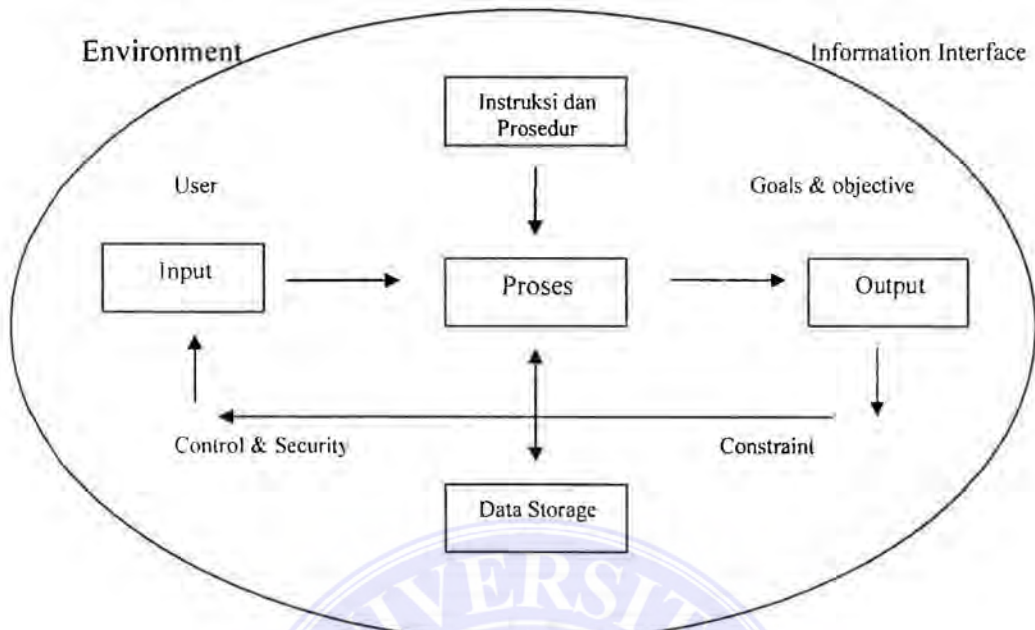 Environment
Information Interface
Instruksi dan
Prosedur
User
Goals & objective
Input
Proses
Output
Control & Security
Constraint
Data Storage